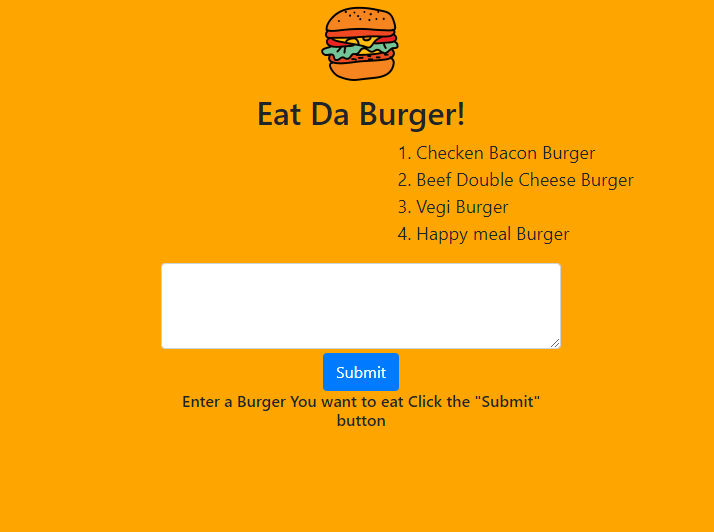 Eat Da Burger!
1. Checken Bacon Burger
2. Beef Double Cheese Burger
3. Vegi Burger
4. Happy meal Burger
Submit
Enter a Burger You want to eat Click the "Submit"
button